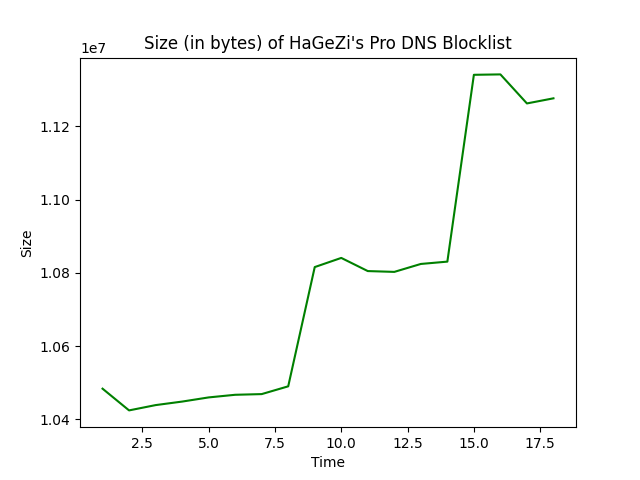 Size (in bytes) of HaGeZi's Pro DNS Blocklist
1e7
1.12
1.10
1.08
1.06
1.04
Size
2.5 5.0 7.5 10.0 12.5 15.0 17.5
Time